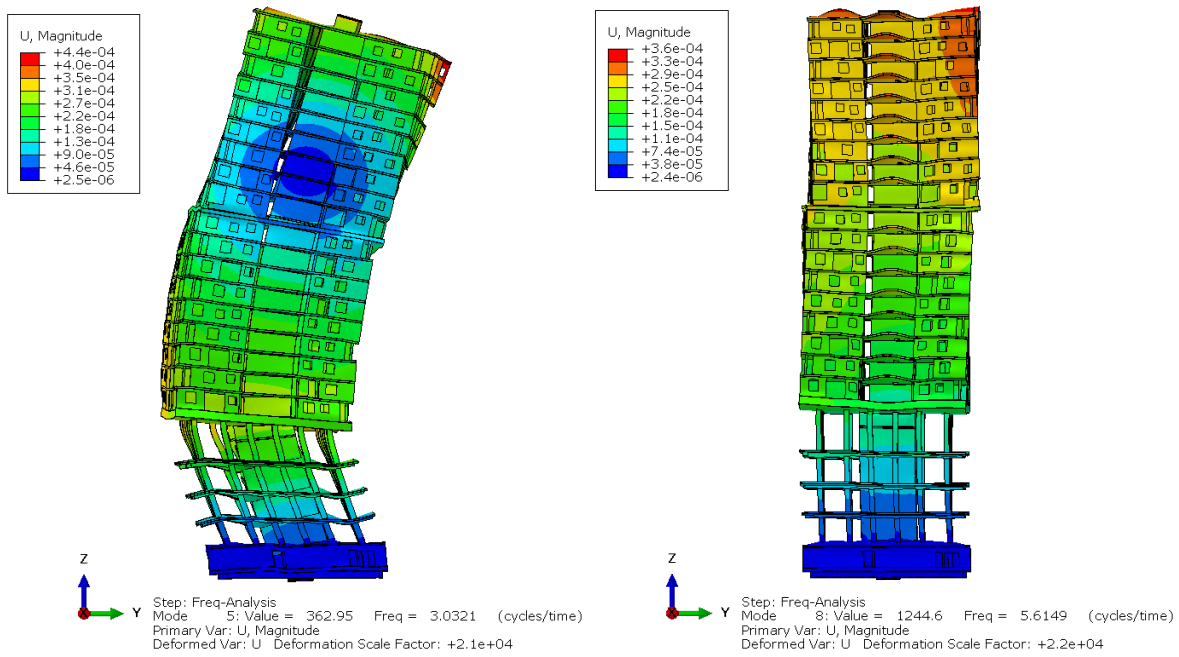 U, Magnitude
+4.4e-04
+4.0e-04
+3.5e-04
+3.1e-04
+2.7e-04
+2.2e-04
+1.8e-04
+1.3e-04
+9.0e-05
+4.6e-05
+2.5e-06
Z
Y
X
Step: Freq-Analysis
Mode 5: Value = 362.95 Freq = 3.0321 (cycles/time)
Primary Var: U, Magnitude
Deformed Var: U Deformation Scale Factor: +2.1e+04
U, Magnitude
+3.6e-04
+3.3e-04
+2.9e-04
+2.5e-04
+2.2e-04
+1.8e-04
+1.5e-04
+1.1e-04
+7.4e-05
+3.8e-05
+2.4e-06
Z
Y
X
Step: Freq-Analysis
Mode 8: Value = 1244.6 Freq = 5.6149 (cycles/time)
Primary Var: U, Magnitude
Deformed Var: U Deformation Scale Factor: +2.2e+04